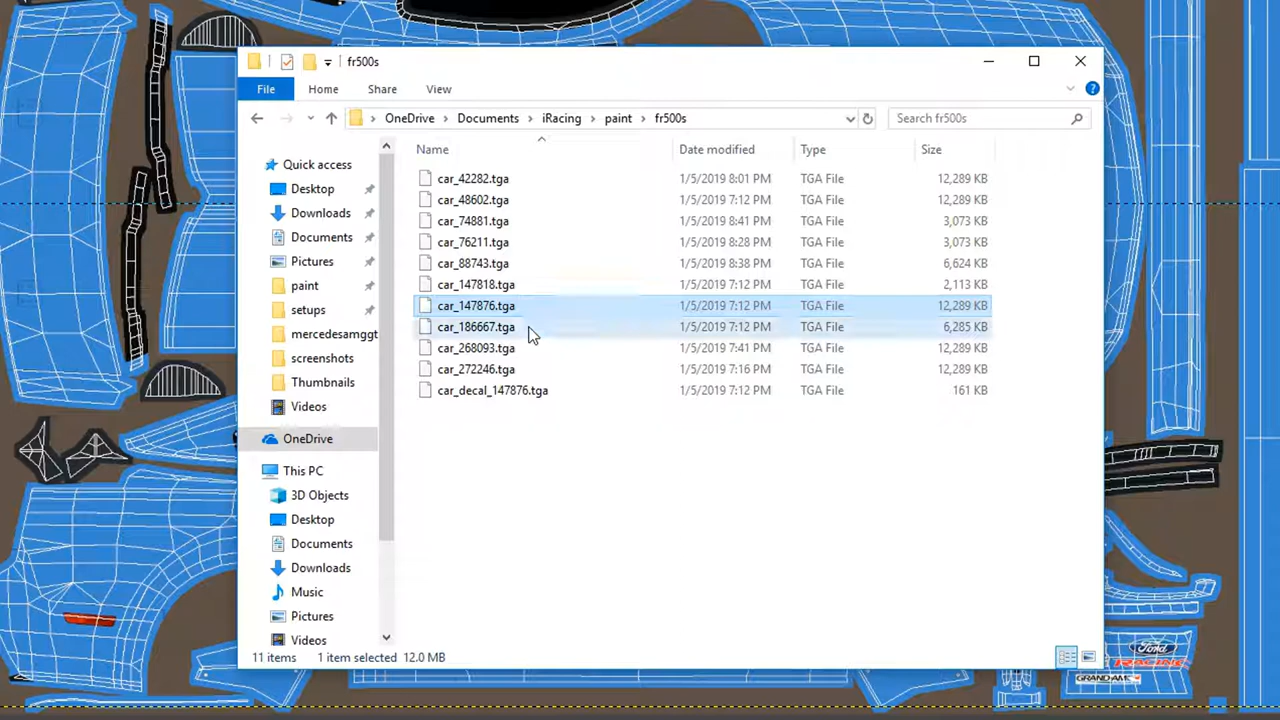 fr500s
File Home Share View
OneDrive Documents iRacing paint fr500s Search fr500s
Name Date modified Type Size
Quick access
Desktop
Downloads
Documents
Pictures
paint
setups
mercedesamggt
screenshots
Thumbnails
Videos
OneDrive
This PC
3D Objects
Desktop
Documents
Downloads
Music
Pictures
Videos
car_42282.tga 1/5/2019 8:01 PM TGA File 12,289 KB
car_48602.tga 1/5/2019 7:12 PM TGA File 12,289 KB
car_74881.tga 1/5/2019 8:41 PM TGA File 3,073 KB
car_76211.tga 1/5/2019 8:28 PM TGA File 3,073 KB
car_88743.tga 1/5/2019 8:38 PM TGA File 6,624 KB
car_147818.tga 1/5/2019 7:12 PM TGA File 2,113 KB
car_147876.tga 1/5/2019 7:12 PM TGA File 12,289 KB
car_186667.tga 1/5/2019 7:12 PM TGA File 6,285 KB
car_268093.tga 1/5/2019 7:41 PM TGA File 12,289 KB
car_272246.tga 1/5/2019 7:16 PM TGA File 12,289 KB
car_decal_147876.tga 1/5/2019 7:12 PM TGA File 161 KB
11 items 1 item selected 12.0 MB
Ford
RACING
GRAND-AM